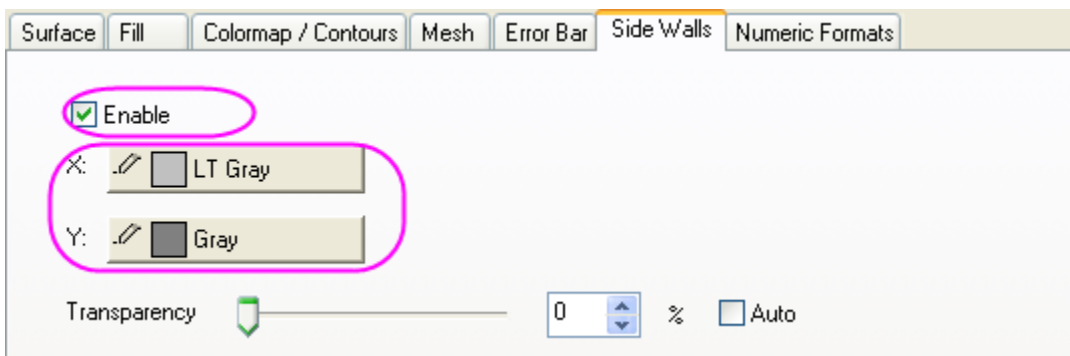 Surface Fill Colormap / Contours Mesh Error Bar Side Walls Numeric Formats
Enable
X: LT Gray
Y: Gray
Transparency 0 % Auto